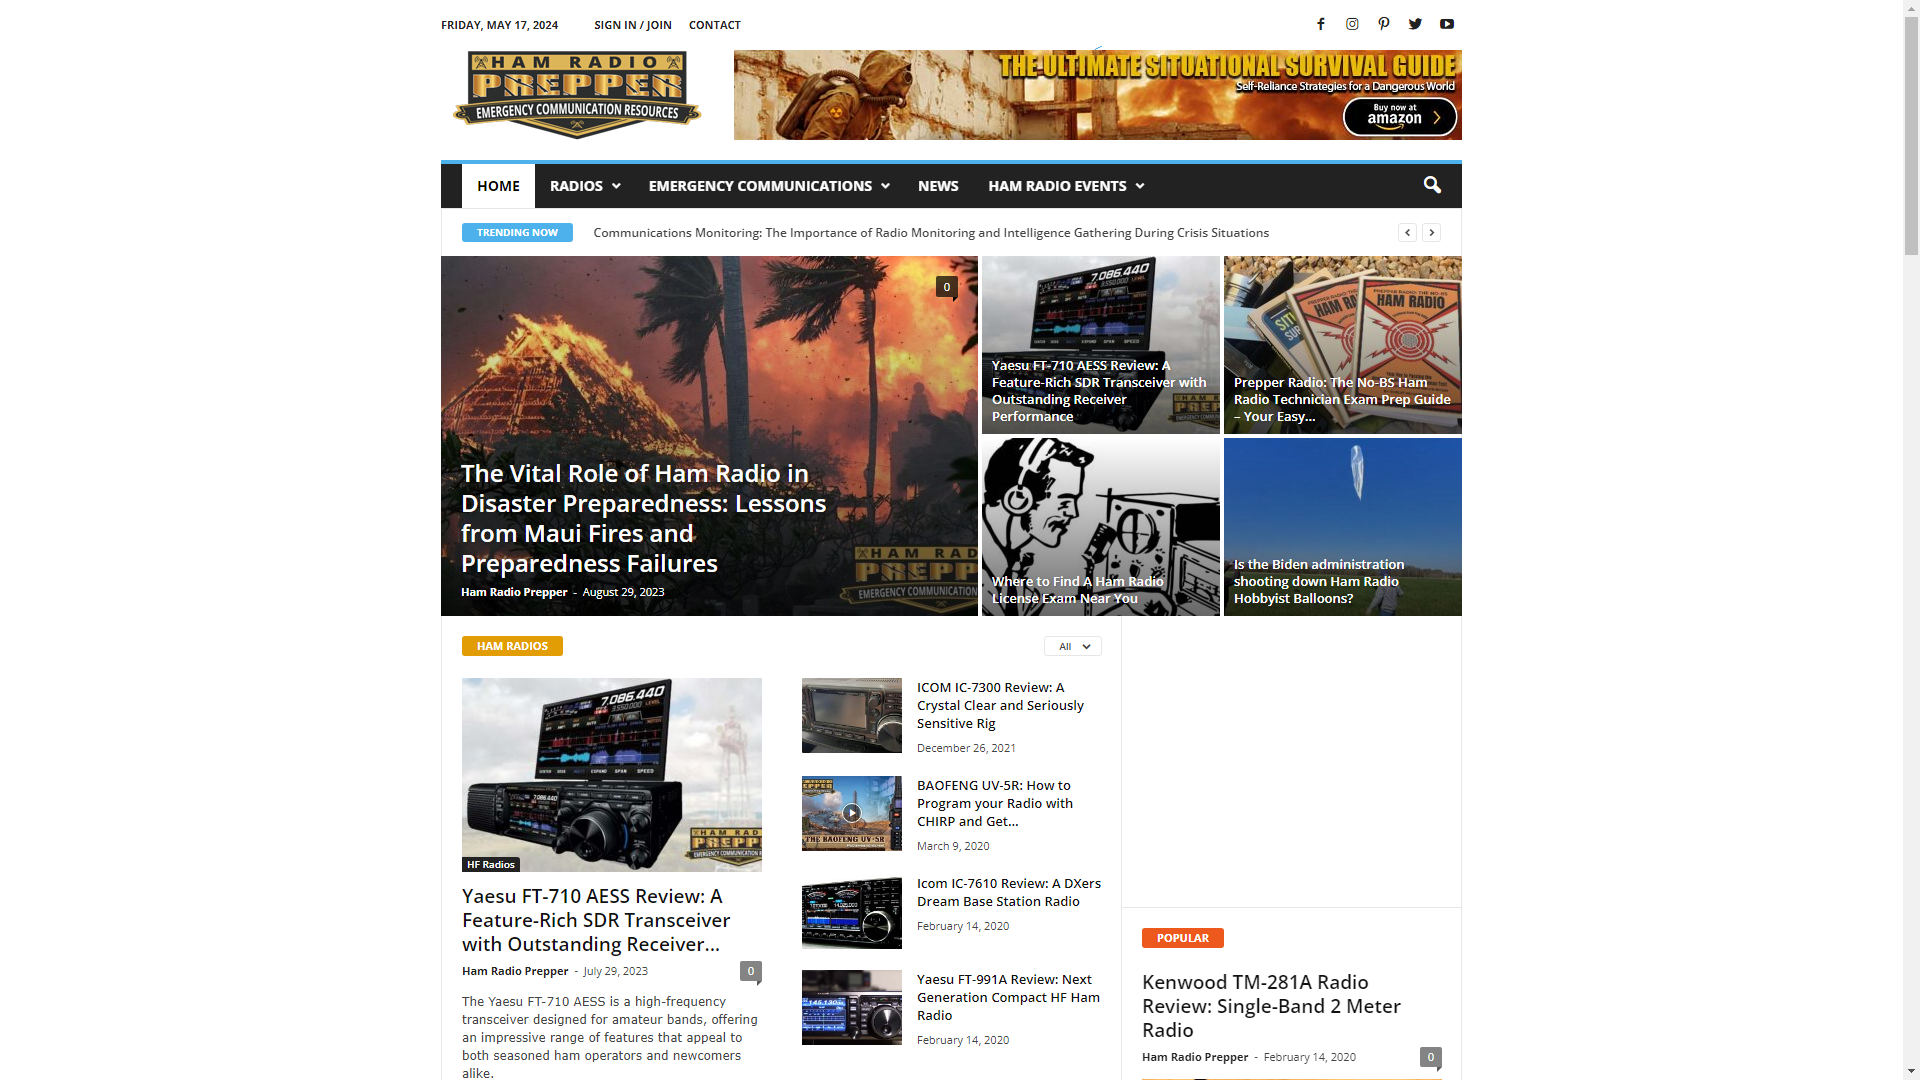 FRIDAY, MAY 17, 2024
SIGN IN / JOIN
CONTACT
HAM RADIO
PREPPER
EMERGENCY COMMUNICATION RESOURCES
THE ULTIMATE SITUATIONAL SURVIVAL GUIDE
Self-Reliance Strategies for a Dangerous World
Buy now at
amazon
HOME
RADIOS
EMERGENCY COMMUNICATIONS
NEWS
HAM RADIO EVENTS
TRENDING NOW
Communications Monitoring: The Importance of Radio Monitoring and Intelligence Gathering During Crisis Situations
0
The Vital Role of Ham Radio in
Disaster Preparedness: Lessons
from Maui Fires and
Preparedness Failures
Ham Radio Prepper - August 29, 2023
7.086.440
Yaesu FT-710 AESS Review: A
Feature-Rich SDR Transceiver with
Outstanding Receiver
Performance
HAM RADIO
Prepper Radio: The No-BS Ham
Radio Technician Exam Prep Guide
– Your Easy...
Where to Find A Ham Radio
License Exam Near You
Is the Biden administration
shooting down Ham Radio
Hobbyist Balloons?
HAM RADIOS
All
7.086.440
HF Radios
Yaesu FT-710 AESS Review: A
Feature-Rich SDR Transceiver
with Outstanding Receiver...
Ham Radio Prepper - July 29, 2023
0
The Yaesu FT-710 AESS is a high-frequency
transceiver designed for amateur bands, offering
an impressive range of features that appeal to
both seasoned ham operators and newcomers
alike.
ICOM IC-7300 Review: A
Crystal Clear and Seriously
Sensitive Rig
December 26, 2021
THE BAOFENG UV-5R
BAOFENG UV-5R: How to
Program your Radio with
CHIRP and Get...
March 9, 2020
Icom IC-7610 Review: A DXers
Dream Base Station Radio
February 14, 2020
Yaesu FT-991A Review: Next
Generation Compact HF Ham
Radio
February 14, 2020
POPULAR
Kenwood TM-281A Radio
Review: Single-Band 2 Meter
Radio
Ham Radio Prepper - February 14, 2020
0